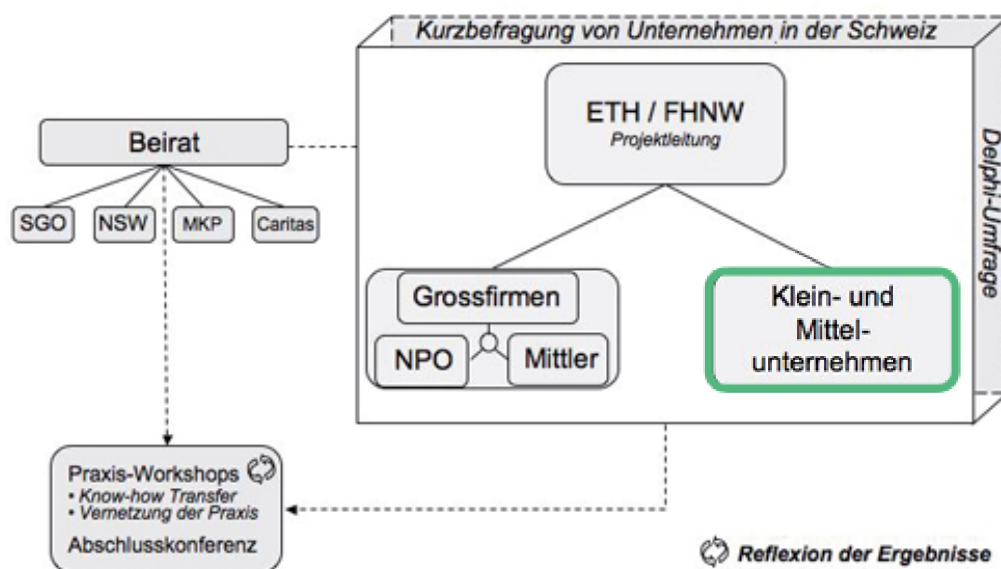 Kurzbefragung von Unternehmen in der Schweiz
ETH / FHNW
Projektleitung
Delphi-Umfrage
Beirat
SGO
NSW
MKP
Caritas
Grossfirmen
NPO
Mittler
Klein- und
Mittel-
unternehmen
Praxis-Workshops
• Know-how Transfer
• Vernetzung der Praxis
Abschlusskonferenz
Reflexion der Ergebnisse